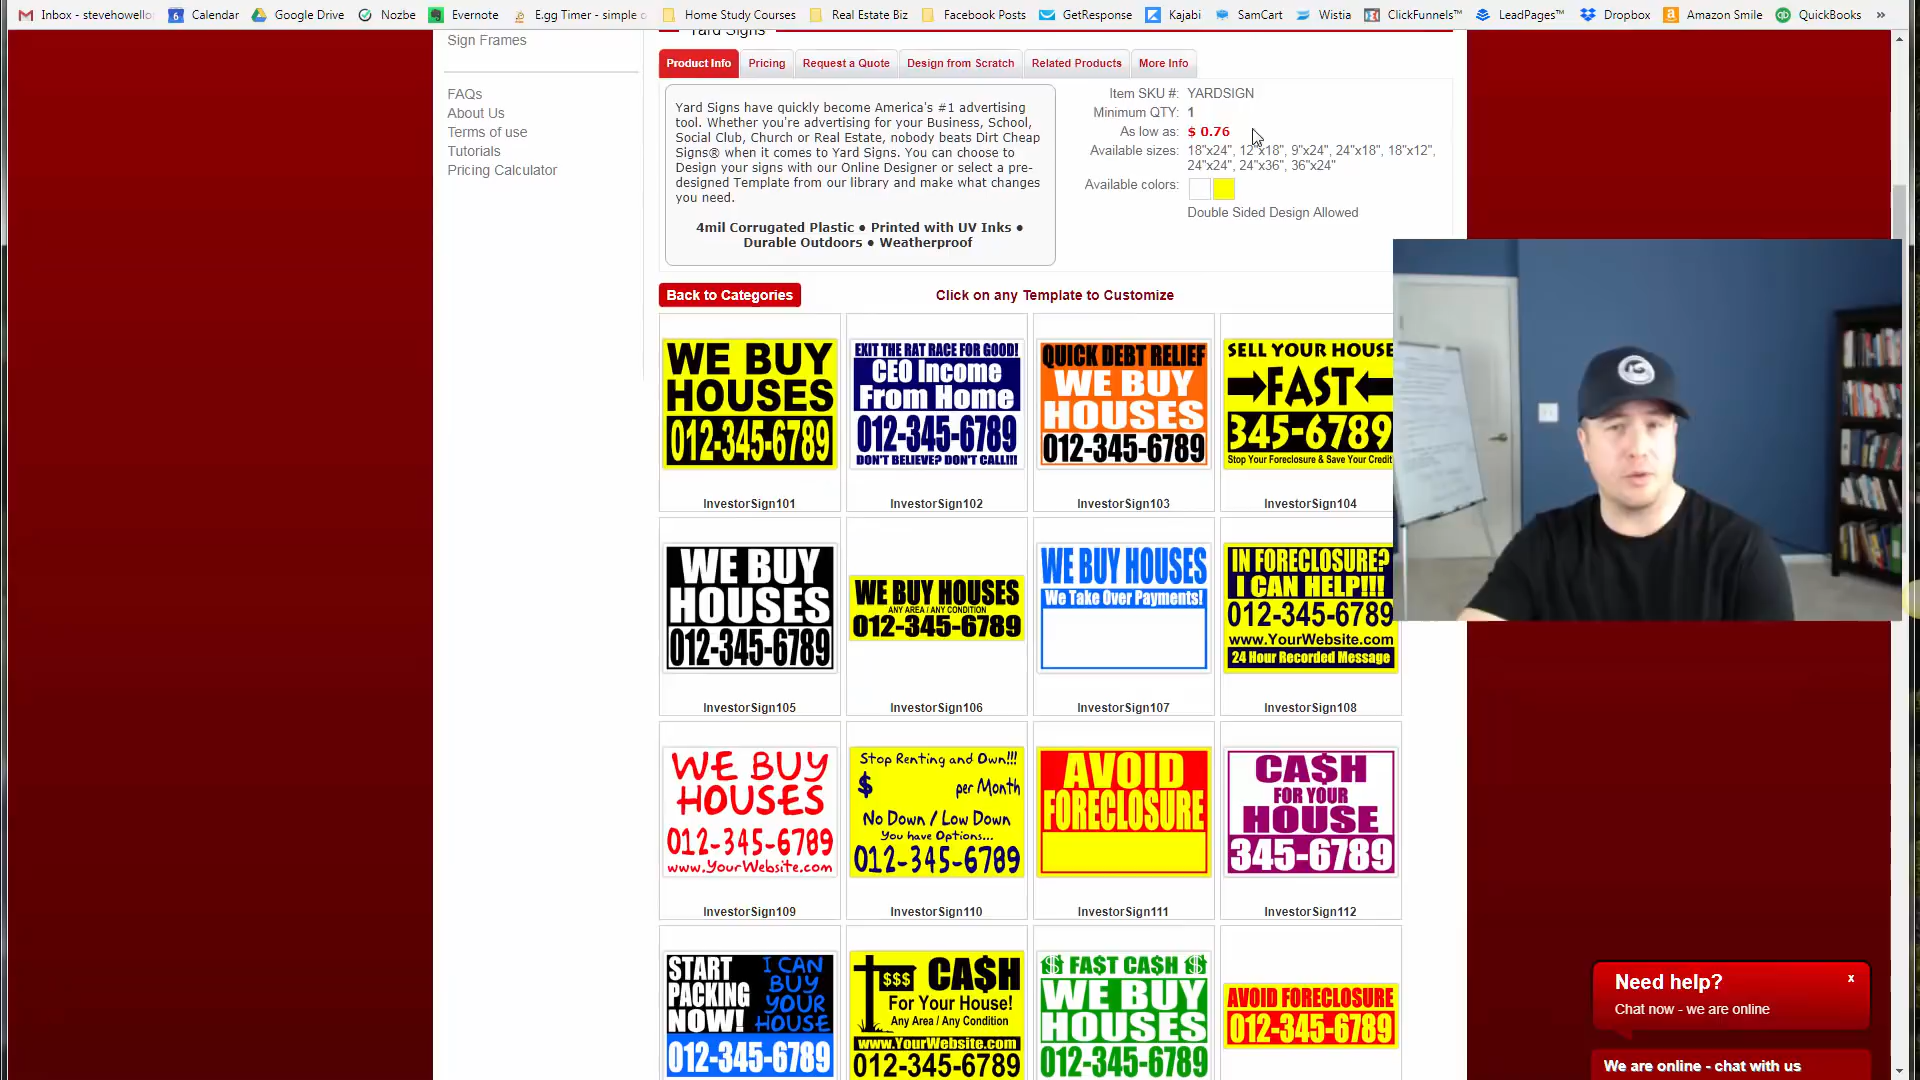 Inbox - stevehowello
Calendar
Google Drive
Nozbe
Evernote
E.gg Timer - simple c
Home Study Courses
Real Estate Biz
Facebook Posts
GetResponse
Kajabi
SamCart
Wistia
ClickFunnels™
LeadPages™
Dropbox
Amazon Smile
QuickBooks
»
Sign Frames
FAQs
About Us
Terms of use
Tutorials
Pricing Calculator
Yard Signs
Product Info
Pricing
Request a Quote
Design from Scratch
Related Products
More Info
Yard Signs have quickly become America's #1 advertising
tool. Whether you're advertising for your Business, School,
Social Club, Church or Real Estate, nobody beats Dirt Cheap
Signs® when it comes to Yard Signs. You can choose to
Design your signs with our Online Designer or select a pre-
designed Template from our library and make what changes
you need.
4mil Corrugated Plastic ● Printed with UV Inks ●
Durable Outdoors ● Weatherproof
Item SKU #: YARDSIGN
Minimum QTY: 1
As low as: $ 0.76
Available sizes: 18"x24", 12"x18", 9"x24", 24"x18", 18"x12",
24"x24", 24"x36", 36"x24"
Available colors:
Double Sided Design Allowed
Back to Categories
Click on any Template to Customize
WE BUY
HOUSES
012-345-6789
InvestorSign101
EXIT THE RAT RACE FOR GOOD!
CEO Income
From Home
012-345-6789
DON'T BELIEVE? DON'T CALL!!!
InvestorSign102
QUICK DEBT RELIEF
WE BUY
HOUSES
012-345-6789
InvestorSign103
SELL YOUR HOUSE
FAST
345-6789
Stop Your Foreclosure & Save Your Credit
InvestorSign104
WE BUY
HOUSES
012-345-6789
InvestorSign105
WE BUY HOUSES
ANY AREA / ANY CONDITION
012-345-6789
InvestorSign106
WE BUY HOUSES
We Take Over Payments!
InvestorSign107
IN FORECLOSURE?
I CAN HELP!!!
012-345-6789
www.YourWebsite.com
24 Hour Recorded Message
InvestorSign108
WE BUY
HOUSES
012-345-6789
www.YourWebsite.com
InvestorSign109
Stop Renting and Own!!!
$ per Month
No Down / Low Down
You have Options...
012-345-6789
InvestorSign110
AVOID
FORECLOSURE
InvestorSign111
CA$H
FOR YOUR
HOUSE
345-6789
InvestorSign112
START
PACKING
NOW!
I CAN
BUY
YOUR
HOUSE
012-345-6789
$$$ CA$H
For Your House!
Any Area / Any Condition
www.YourWebsite.com
012-345-6789
$ FA$T CA$H $
WE BUY
HOUSES
012-345-6789
AVOID FORECLOSURE
012-345-6789
Need help?
x
Chat now - we are online
We are online - chat with us